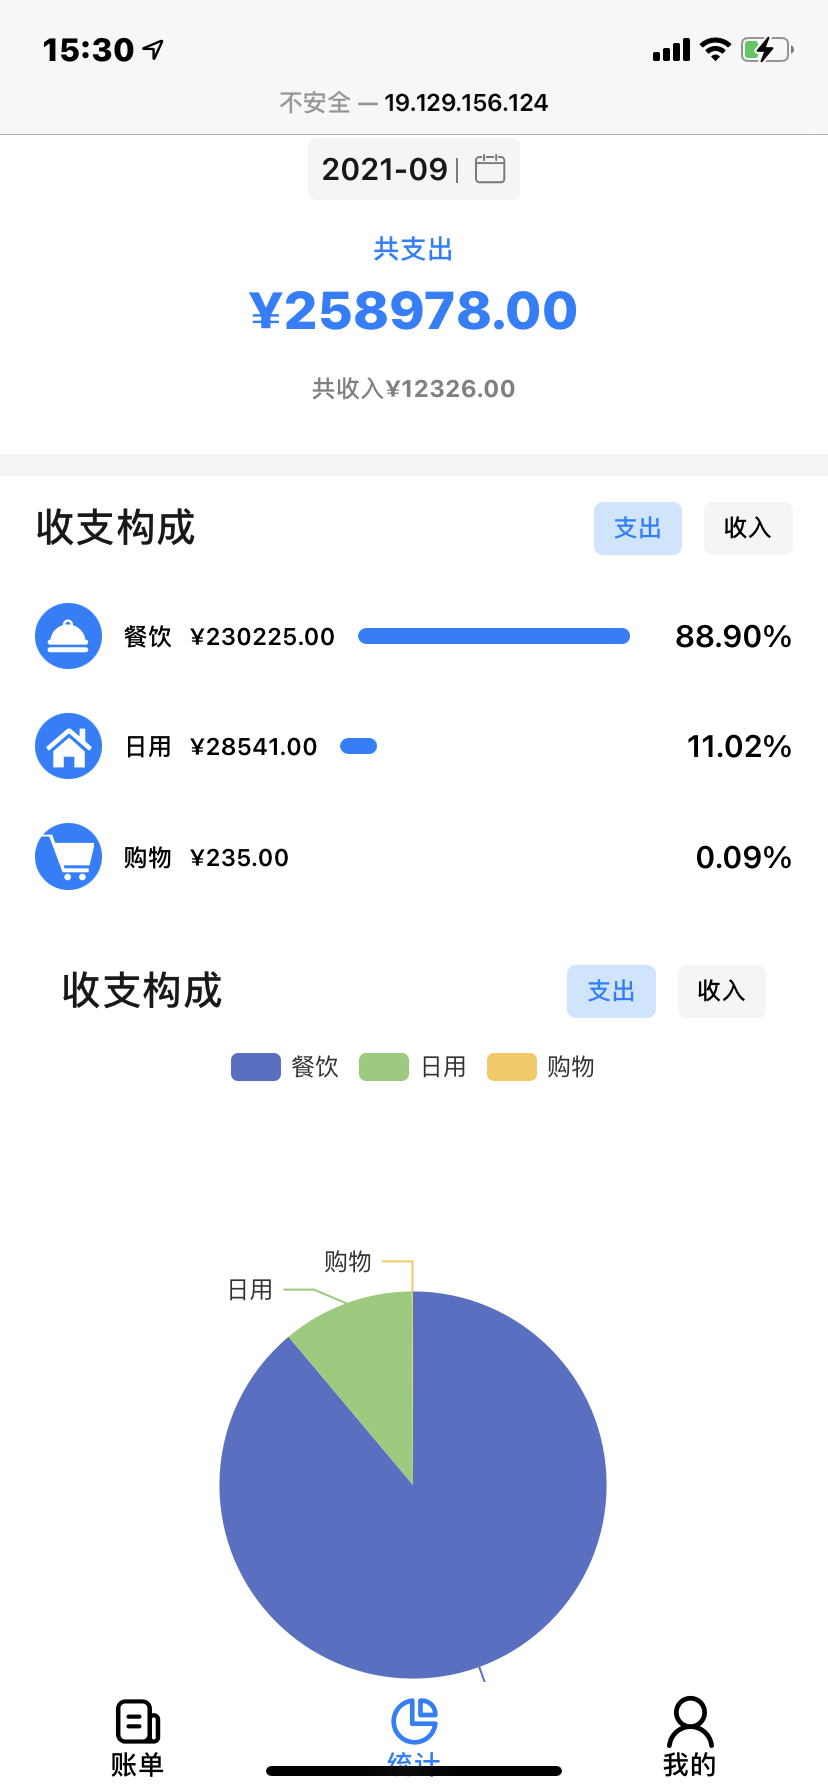 15:30
不安全 — 19.129.156.124
2021-09
共支出
¥258978.00
共收入¥12326.00
收支构成 支出 收入
餐饮 ¥230225.00 88.90%
日用 ¥28541.00 11.02%
购物 ¥235.00 0.09%
收支构成 支出 收入
餐饮 日用 购物
购物
日用
账单 统计 我的